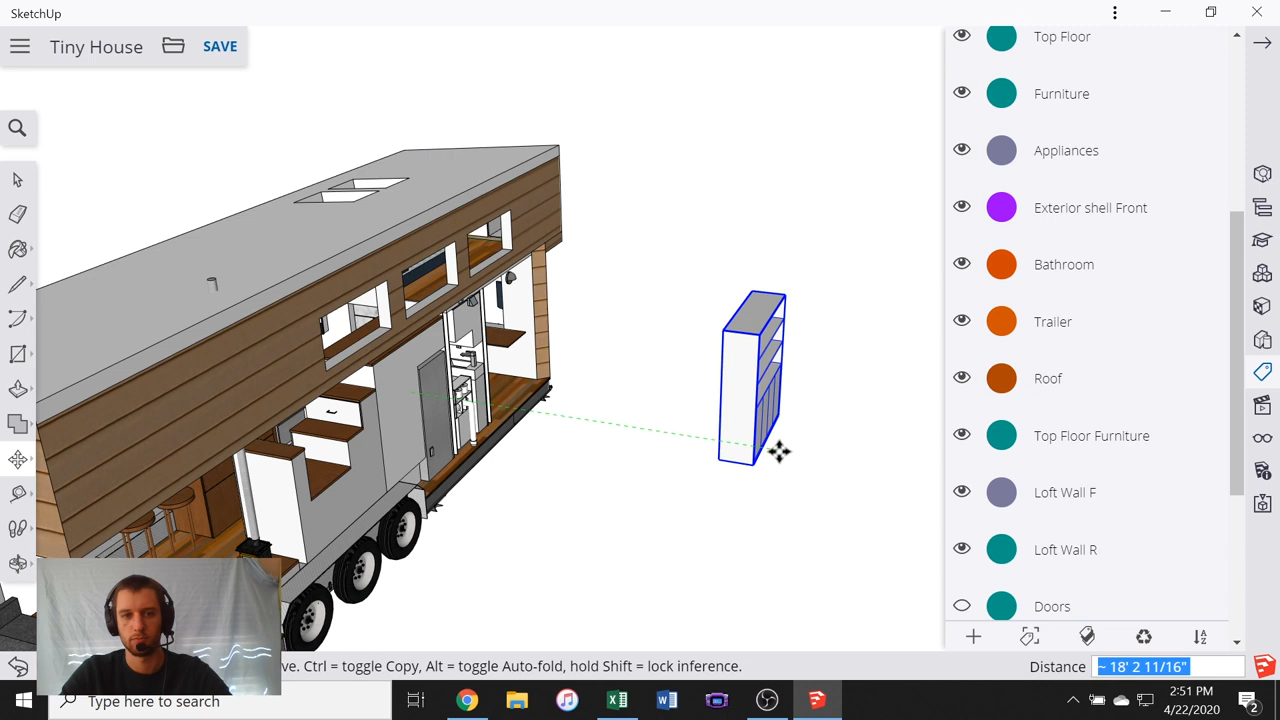 SketchUp
Tiny House
SAVE
Top Floor
Furniture
Appliances
Exterior shell Front
Bathroom
Trailer
Roof
Top Floor Furniture
Loft Wall F
Loft Wall R
Doors
ve. Ctrl = toggle Copy, Alt = toggle Auto-fold, hold Shift = lock inference.
Distance
~ 18' 2 11/16"
Type here to search
2:51 PM
4/22/2020
2